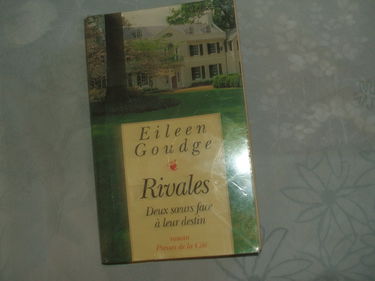 Eileen
Goudge
Rivales
Deux sœurs face
à leur destin
roman
Presses de la Cité